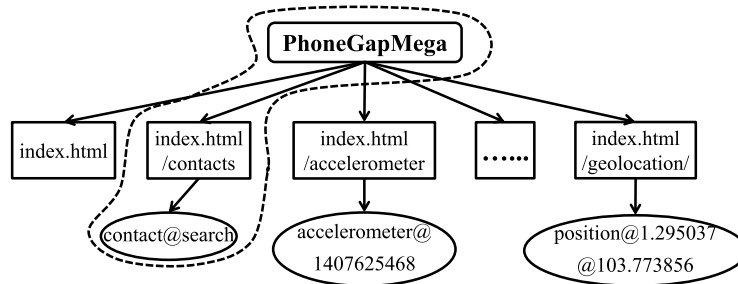 PhoneGapMega
index.html
index.html
/contacts
index.html
/accelerometer
.......
index.html
/geolocation/
contact@search
accelerometer@
1407625468
position@1.295037
@103.773856